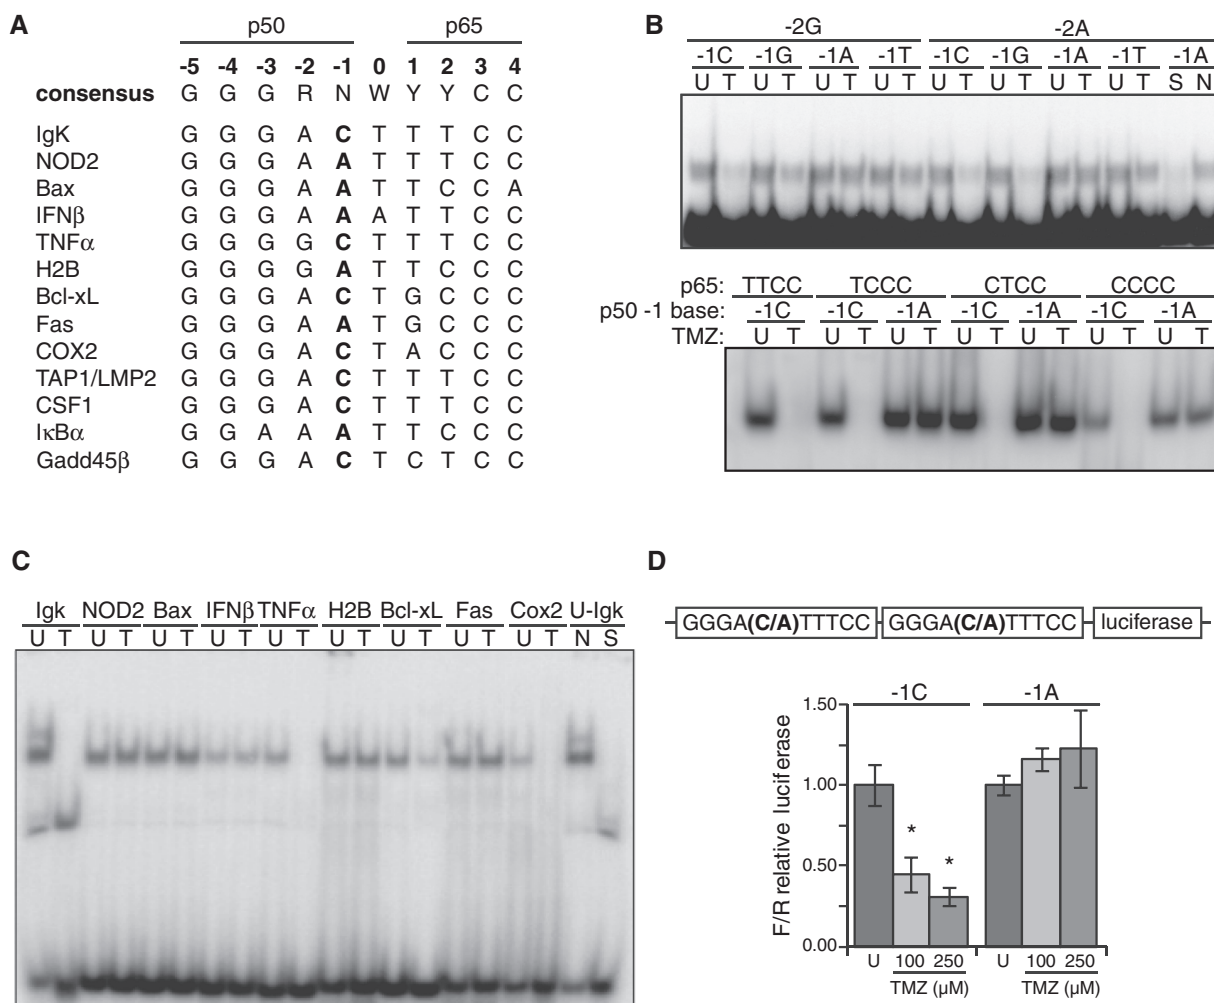 A
p50 p65
-5 -4 -3 -2 -1 0 1 2 3 4
consensus G G G R N W Y Y C C
IgK G G G A C T T T C C
NOD2 G G G A A T T T C C
Bax G G G A A T T C C A
IFNβ G G G A A A T T C C
TNFα G G G G C T T T C C
H2B G G G G A T T C C C
Bcl-xL G G G A C T G C C C
Fas G G G A A T G C C C
COX2 G G G A C T A C C C
TAP1/LMP2 G G G A C T T T C C
CSF1 G G G A C T T T C C
IκBα G G A A A T T C C C
Gadd45β G G G A C T C T C C
B
-2G -2A
-1C -1G -1A -1T -1C -1G -1A -1T -1A
U T U T U T U T U T U T U T U T S N
p65: TTCC TCCC CTCC CCCC
p50 -1 base: -1C -1C -1A -1C -1A -1C -1A
TMZ: U T U T U T U T U T U T U T
C
Igk NOD2 Bax IFNβ TNFα H2B Bcl-xL Fas Cox2 U-Igk
U T U T U T U T U T U T U T U T U T N S
D
GGGA(C/A)TTTCC GGGA(C/A)TTTCC luciferase
-1C -1A
F/R relative luciferase
1.50
1.00
0.50
0.00
* *
U 100 250 U 100 250
TMZ (µM) TMZ (µM)